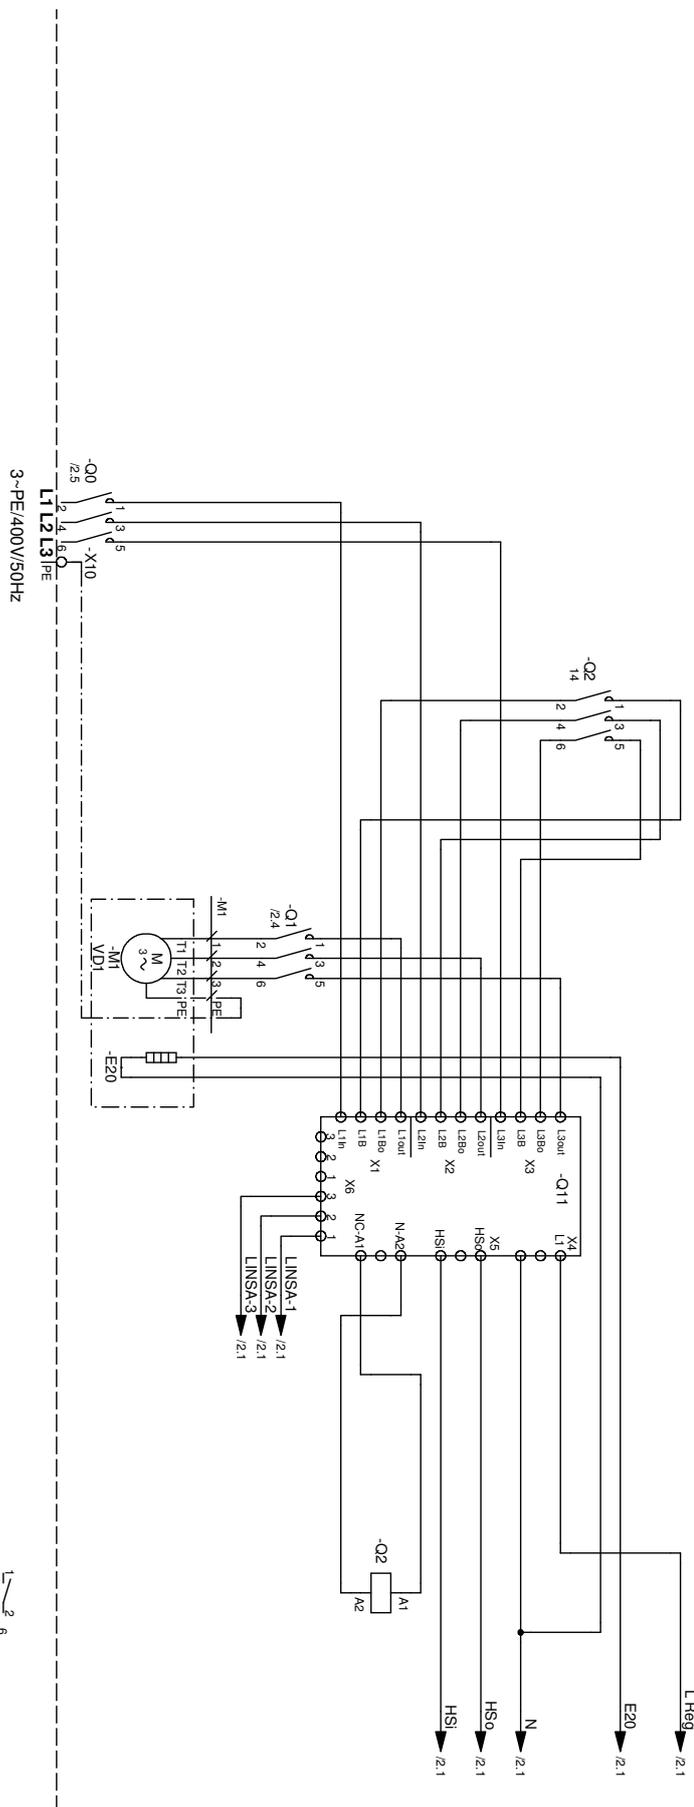 L Reg
/2.1
E20
/2.1
N
/2.1
HSo
/2.1
HSi
/2.1
-Q2
A1
A2
-Q2
14
1
3
5
2
4
6
-Q11
X4
L1
X5
HSo
HSi
N-A2
NC-A1
X3
L3out
L3Bo
L3B
L3In
X2
L2out
L2Bo
L2B
L2In
X1
L1out
L1Bo
L1B
L1In
X6
3
2
1
3
2
1
LINSA-1
/2.1
LINSA-2
/2.1
LINSA-3
/2.1
-Q1
/2.4
1
3
5
2
4
6
-M1
1
2
3
PE
T1
T2
T3
PE
M
3
-M1
VD1
-E20
-Q0
/2.5
1
3
5
2
4
6
-X10
L1 L2 L3
PE
3~PE/400V/50Hz
1
2
6